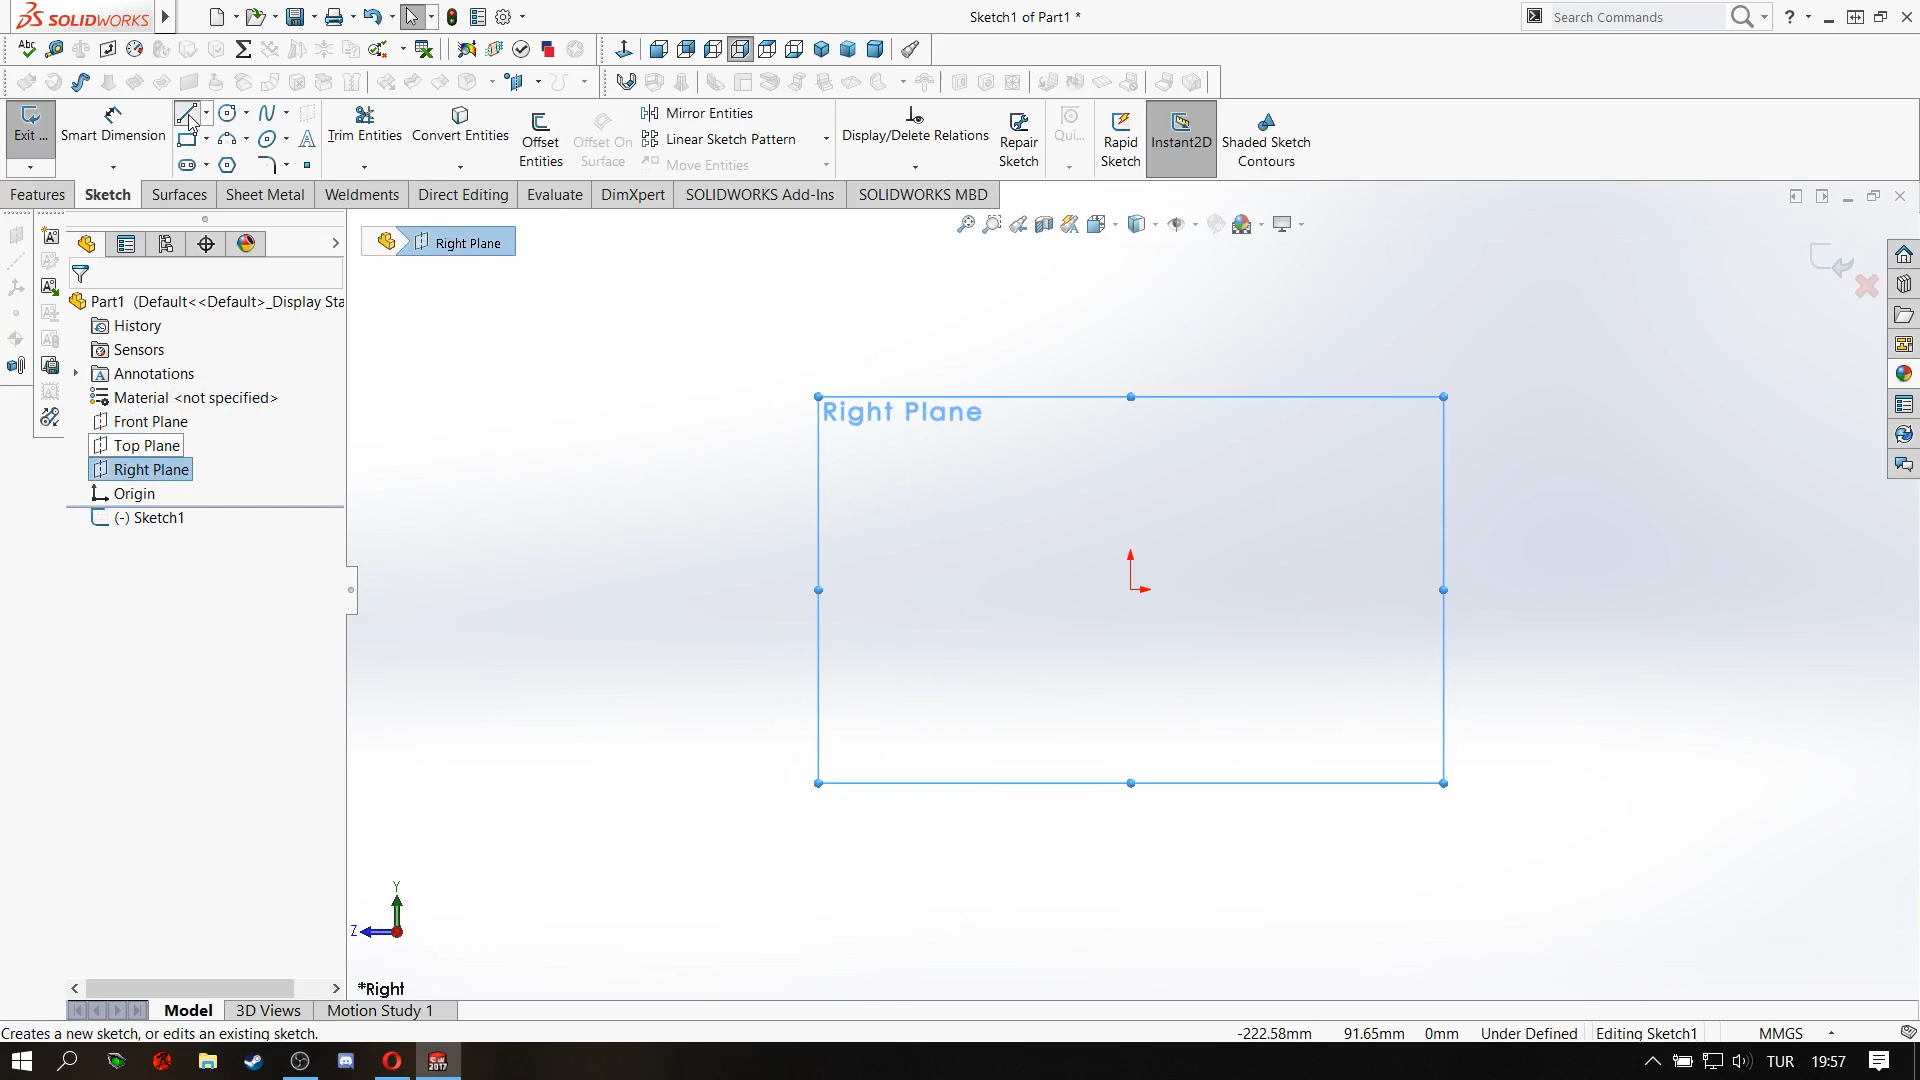 SOLIDWORKS
Sketch1 of Part1 *
Search Commands
Exit ...
Smart Dimension
Trim Entities
Convert Entities
Offset
Entities
Offset On
Surface
Mirror Entities
Linear Sketch Pattern
Move Entities
Display/Delete Relations
Repair
Sketch
Qui...
Rapid
Sketch
Instant2D
Shaded Sketch
Contours
Features
Sketch
Surfaces
Sheet Metal
Weldments
Direct Editing
Evaluate
DimXpert
SOLIDWORKS Add-Ins
SOLIDWORKS MBD
Right Plane
Part1 (Default<<Default>_Display Sta
History
Sensors
Annotations
Material <not specified>
Front Plane
Top Plane
Right Plane
Origin
(-) Sketch1
Right Plane
Y
Z
*Right
Model
3D Views
Motion Study 1
Creates a new sketch, or edits an existing sketch.
-222.58mm
91.65mm
0mm
Under Defined
Editing Sketch1
MMGS
SW
2017
TUR
19:57